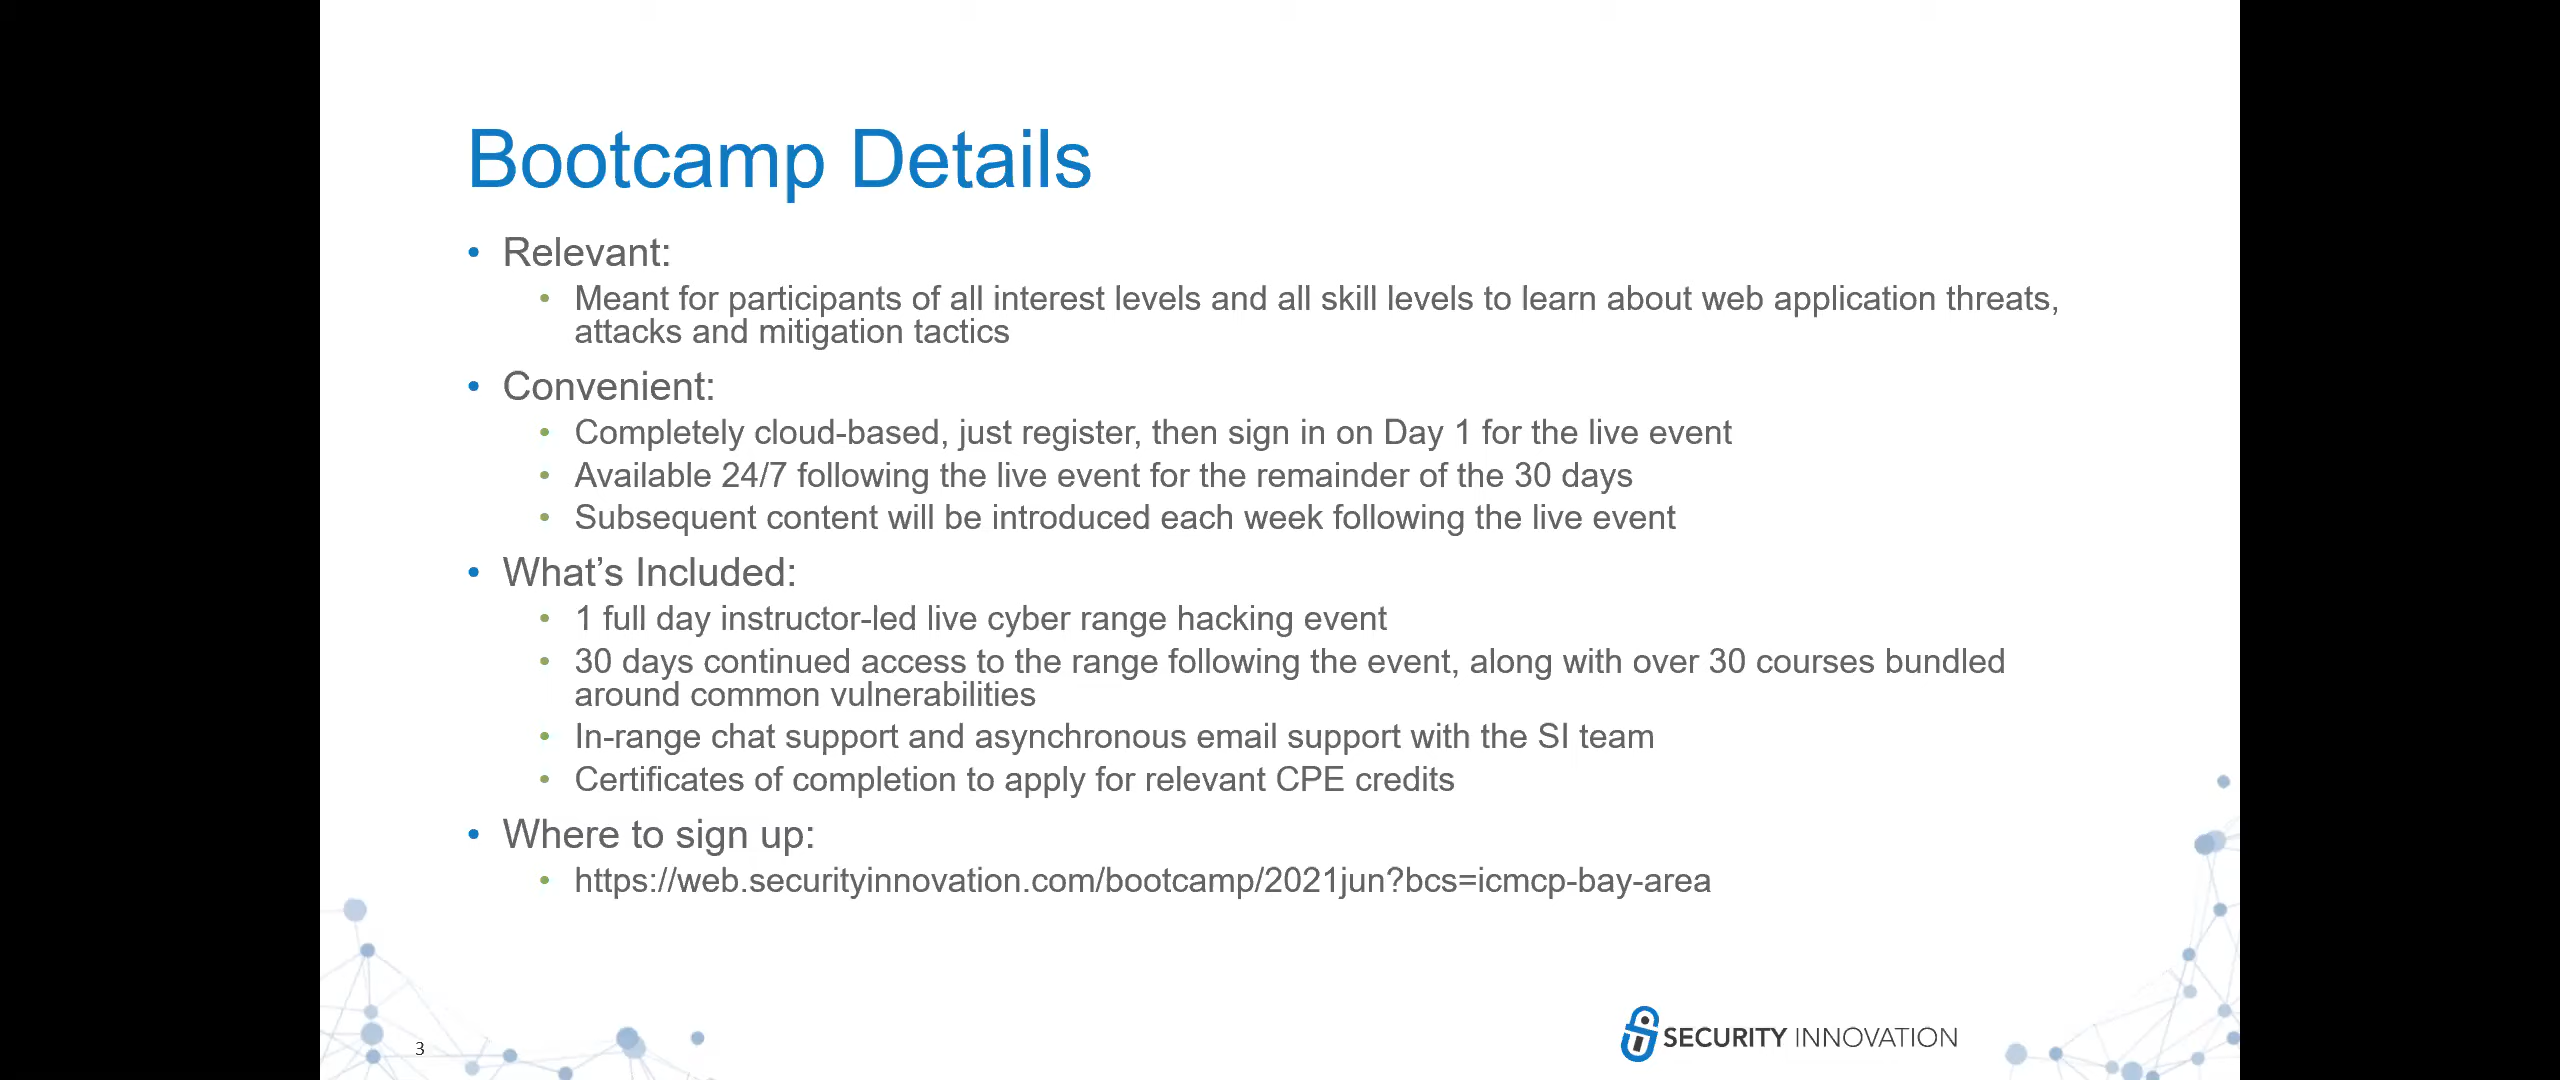 Bootcamp Details
• Relevant:
• Meant for participants of all interest levels and all skill levels to learn about web application threats,
attacks and mitigation tactics
• Convenient:
• Completely cloud-based, just register, then sign in on Day 1 for the live event
• Available 24/7 following the live event for the remainder of the 30 days
• Subsequent content will be introduced each week following the live event
• What’s Included:
• 1 full day instructor-led live cyber range hacking event
• 30 days continued access to the range following the event, along with over 30 courses bundled
around common vulnerabilities
• In-range chat support and asynchronous email support with the SI team
• Certificates of completion to apply for relevant CPE credits
• Where to sign up:
• https://web.securityinnovation.com/bootcamp/2021jun?bcs=icmcp-bay-area
3
SECURITY INNOVATION